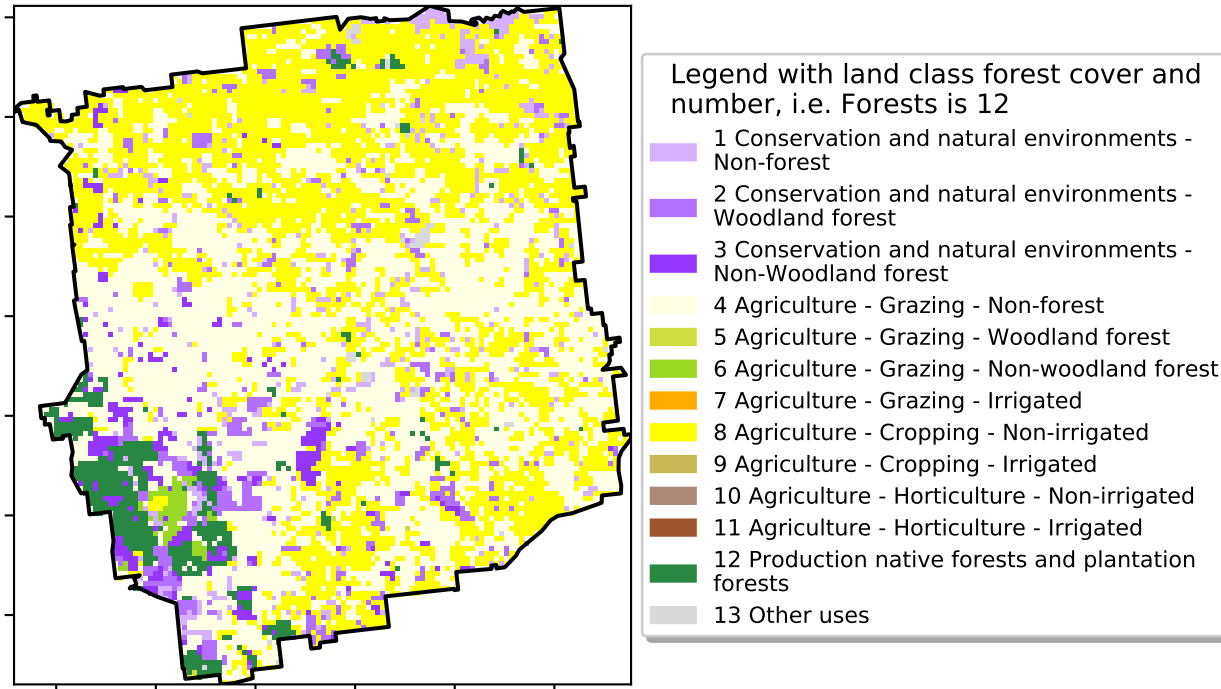 Legend with land class forest cover and
number, i.e. Forests is 12
1 Conservation and natural environments -
Non-forest
2 Conservation and natural environments -
Woodland forest
3 Conservation and natural environments -
Non-Woodland forest
4 Agriculture - Grazing - Non-forest
5 Agriculture - Grazing - Woodland forest
6 Agriculture - Grazing - Non-woodland forest
7 Agriculture - Grazing - Irrigated
8 Agriculture - Cropping - Non-irrigated
9 Agriculture - Cropping - Irrigated
10 Agriculture - Horticulture - Non-irrigated
11 Agriculture - Horticulture - Irrigated
12 Production native forests and plantation
forests
13 Other uses